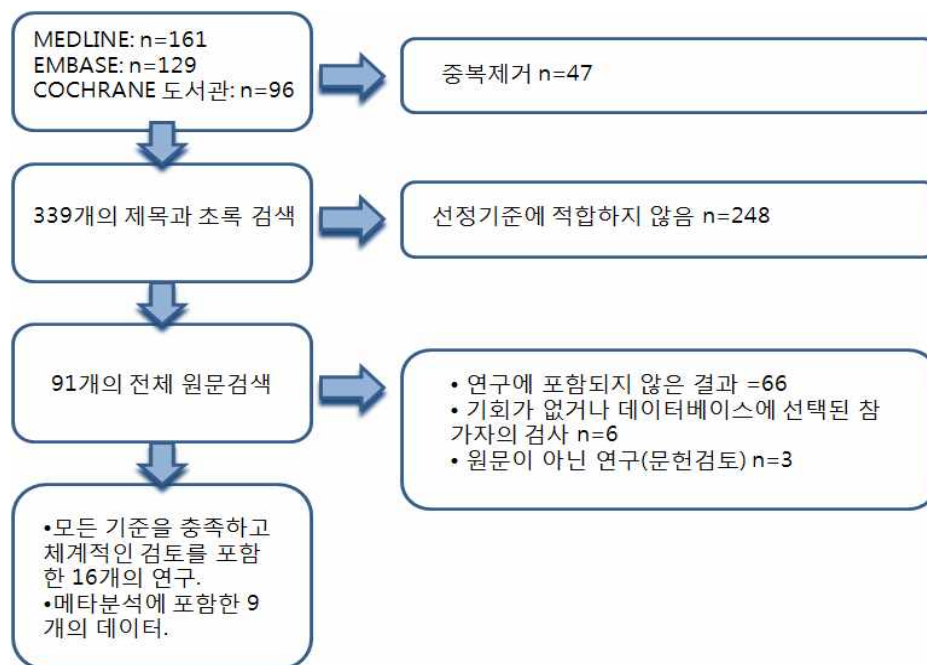 MEDLINE: n=161
EMBASE: n=129
COCHRANE 도서관: n=96
중복제거 n=47
339개의 제목과 초록 검색
선정기준에 적합하지 않음 n=248
91개의 전체 원문검색
• 연구에 포함되지 않은 결과 =66
• 기회가 없거나 데이터베이스에 선택된 참
가자의 검사 n=6
• 원문이 아닌 연구(문헌검토) n=3
•모든 기준을 충족하고
체계적인 검토를 포함
한 16개의 연구.
•메타분석에 포함한 9
개의 데이터.